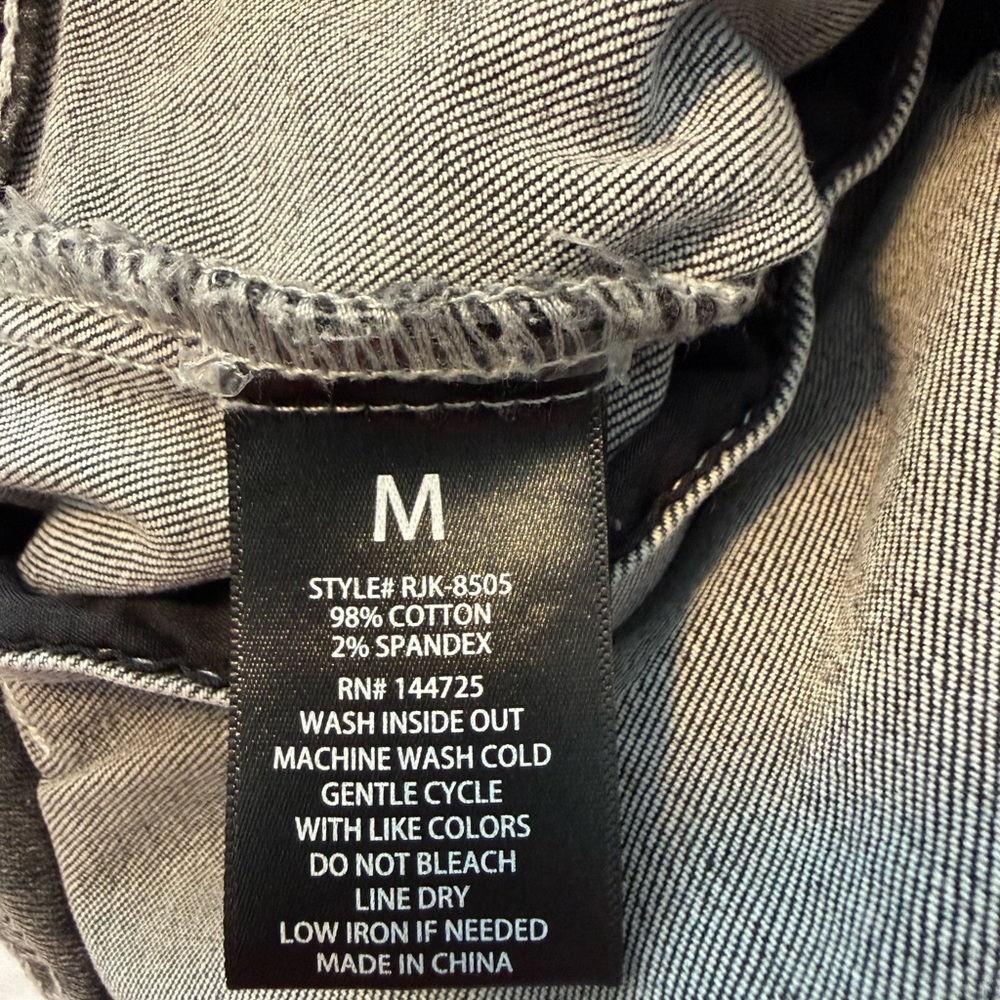 M
STYLE# RJK-8505
98% COTTON
2% SPANDEX
RN# 144725
WASH INSIDE OUT
MACHINE WASH COLD
GENTLE CYCLE
WITH LIKE COLORS
DO NOT BLEACH
LINE DRY
LOW IRON IF NEEDED
MADE IN CHINA